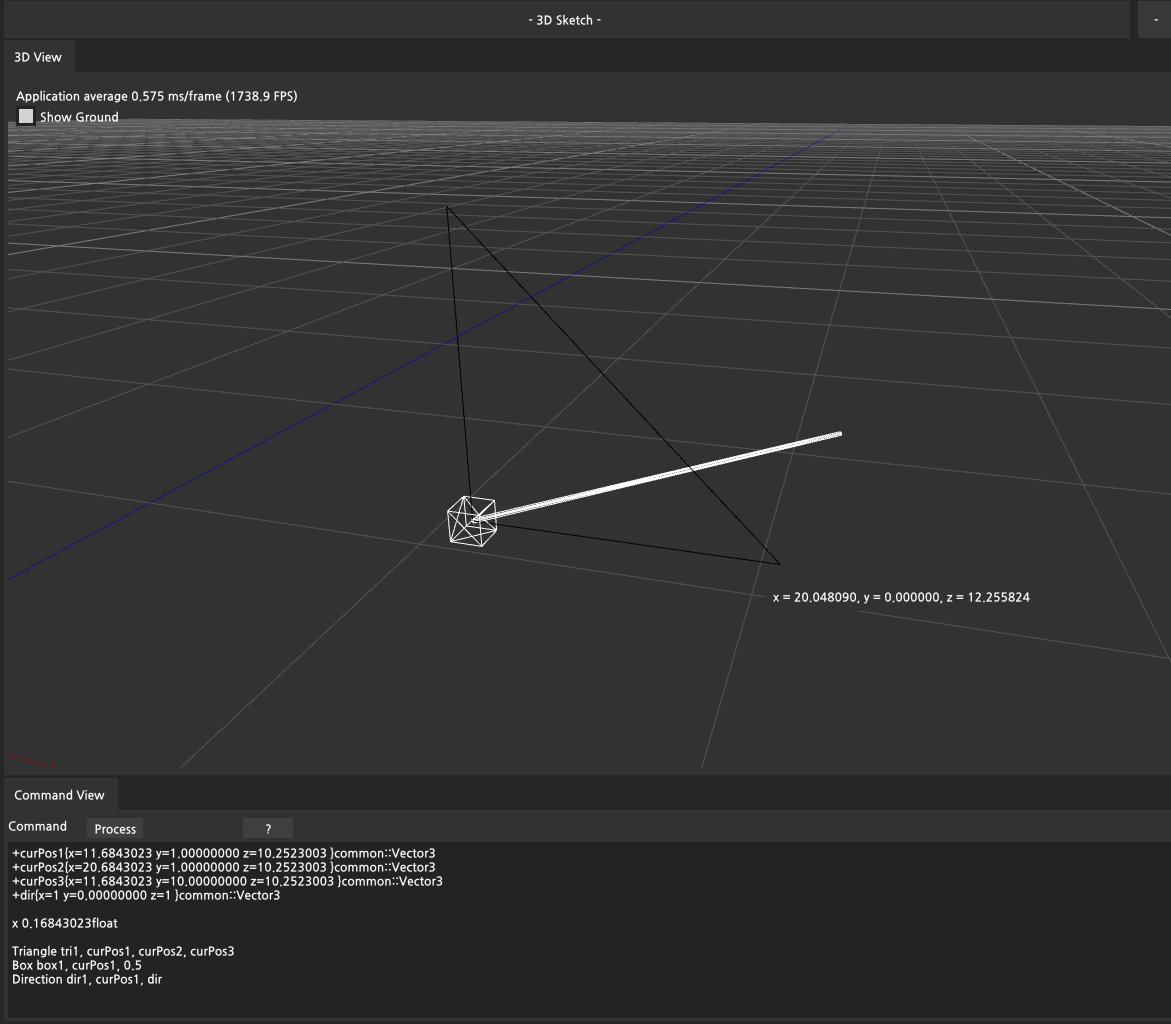 - 3D Sketch -
-
3D View
Application average 0.575 ms/frame (1738.9 FPS)
Show Ground
x = 20.048090, y = 0.000000, z = 12.255824
Command View
Command Process ?
+curPos1{x=11.6843023 y=1.00000000 z=10.2523003 }common::Vector3
+curPos2{x=20.6843023 y=1.00000000 z=10.2523003 }common::Vector3
+curPos3{x=11.6843023 y=10.00000000 z=10.2523003 }common::Vector3
+dir{x=1 y=0.00000000 z=1 }common::Vector3
x 0.16843023float
Triangle tri1, curPos1, curPos2, curPos3
Box box1, curPos1, 0.5
Direction dir1, curPos1, dir